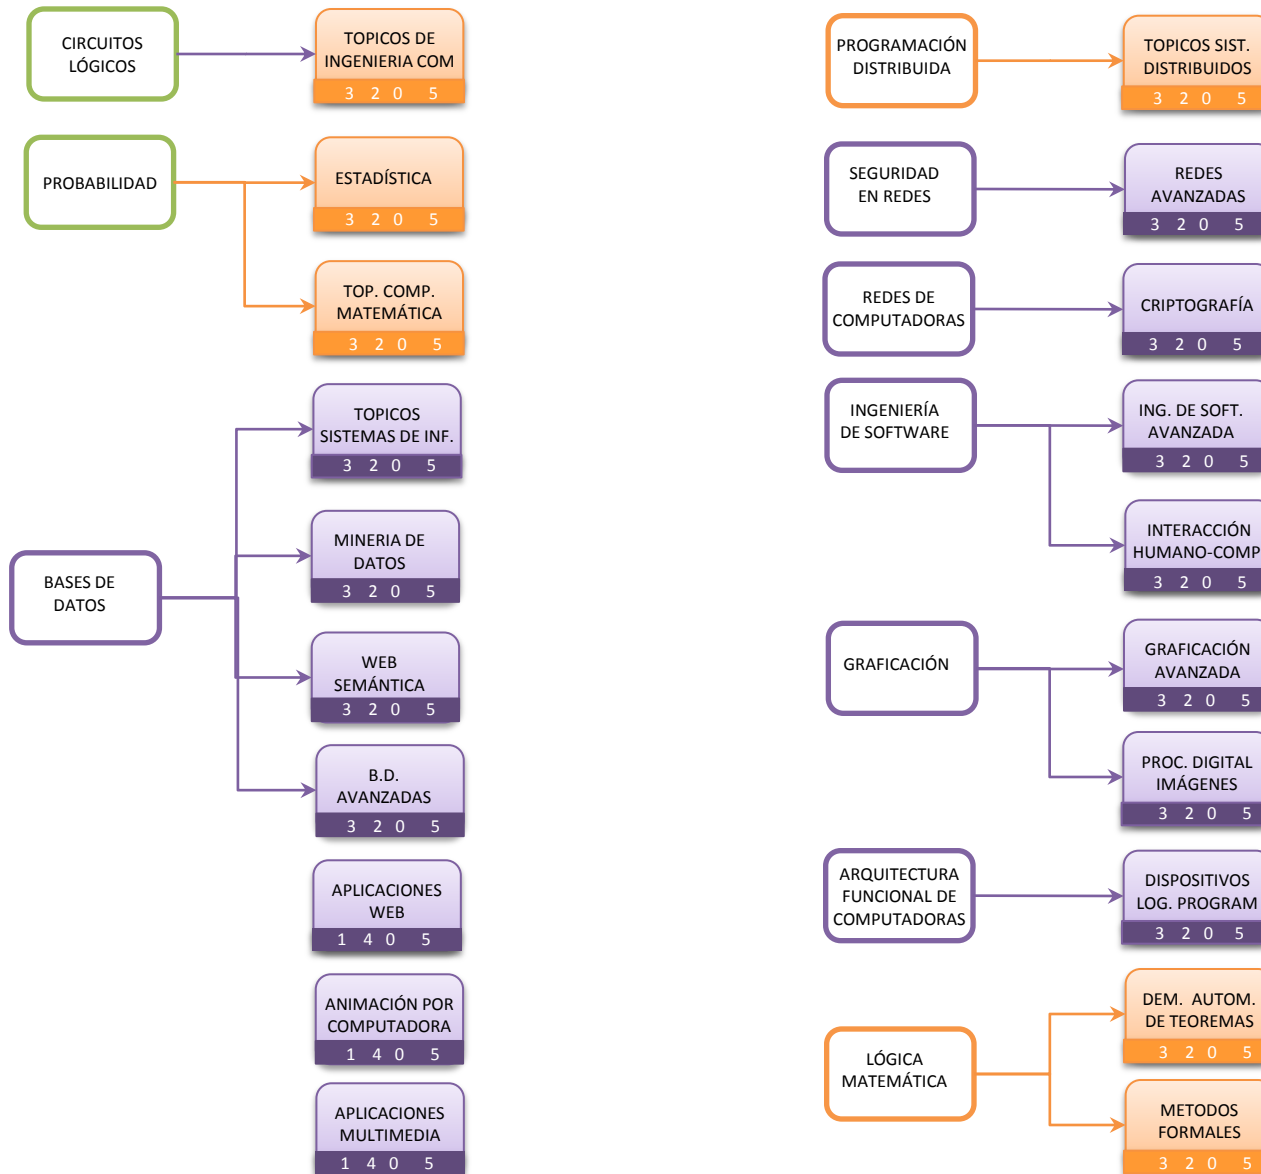 CIRCUITOS
LÓGICOS
TOPICOS DE
INGENIERIA COM
3 2 0 5
PROBABILIDAD
ESTADÍSTICA
3 2 0 5
TOP. COMP.
MATEMÁTICA
3 2 0 5
BASES DE
DATOS
TOPICOS
SISTEMAS DE INF.
3 2 0 5
MINERIA DE
DATOS
3 2 0 5
WEB
SEMÁNTICA
3 2 0 5
B.D.
AVANZADAS
3 2 0 5
APLICACIONES
WEB
1 4 0 5
ANIMACIÓN POR
COMPUTADORA
1 4 0 5
APLICACIONES
MULTIMEDIA
1 4 0 5
PROGRAMACIÓN
DISTRIBUIDA
TOPICOS SIST.
DISTRIBUIDOS
3 2 0 5
SEGURIDAD
EN REDES
REDES
AVANZADAS
3 2 0 5
REDES DE
COMPUTADORAS
CRIPTOGRAFÍA
3 2 0 5
INGENIERÍA
DE SOFTWARE
ING. DE SOFT.
AVANZADA
3 2 0 5
INTERACCIÓN
HUMANO-COMP
3 2 0 5
GRAFICACIÓN
GRAFICACIÓN
AVANZADA
3 2 0 5
PROC. DIGITAL
IMÁGENES
3 2 0 5
ARQUITECTURA
FUNCIONAL DE
COMPUTADORAS
DISPOSITIVOS
LOG. PROGRAM
3 2 0 5
LÓGICA
MATEMÁTICA
DEM. AUTOM.
DE TEOREMAS
3 2 0 5
METODOS
FORMALES
3 2 0 5